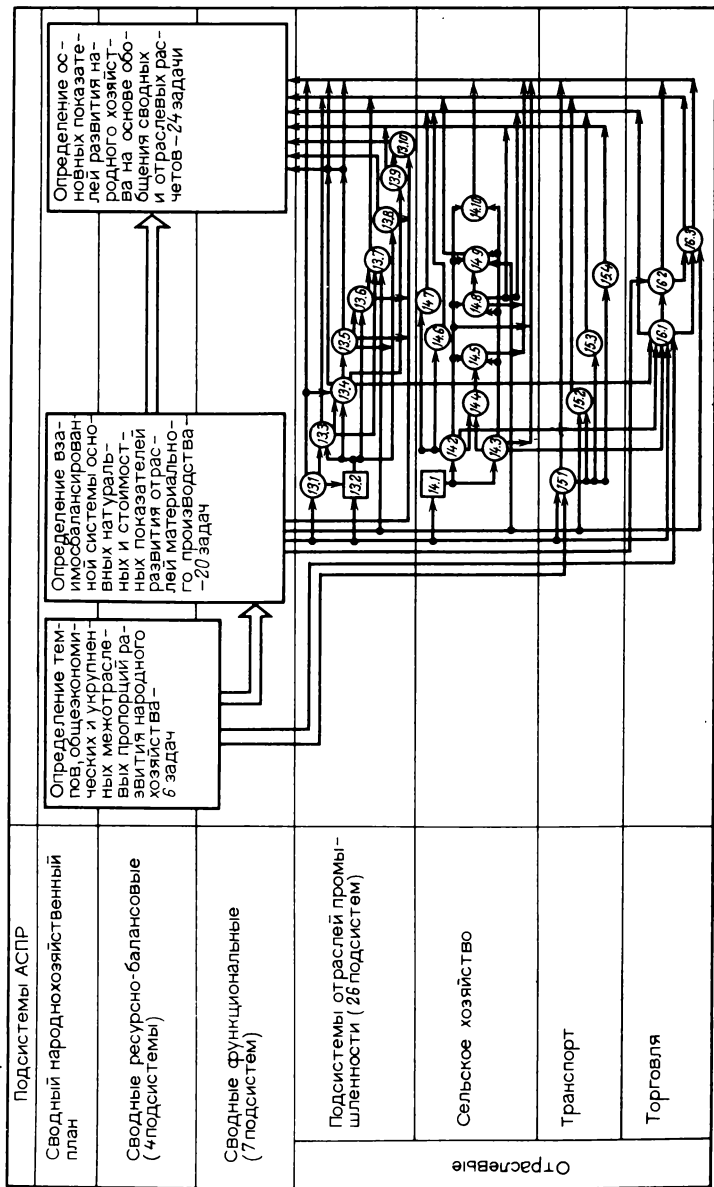 Подсистемы АСПР
Сводный народнохозяйственный
план
Сводные ресурсно-балансовые
(4 подсистемы)
Сводные функциональные
(7 подсистем)
Отраслевые
Подсистемы отраслей промы-
шленности (26 подсистем)
Сельское хозяйство
Транспорт
Торговля
Определение тем-
пов, общеэкономи-
ческих и укрупнен-
ных межотрасле-
вых пропорций ра-
звития народного
хозяйства –
6 задач
Определение вза-
имосбалансирован-
ной системы осно-
вных натураль-
ных и стоимост-
ных показателей
развития отрас-
лей материально-
го производства-
-20 задач
Определение ос-
новных показате-
лей развития на-
родного хозяйст-
ва на основе обо-
бщения сводных
и отраслевых рас-
четов-24 задачи
13.1
13.2
13.3
13.4
13.5
13.6
13.7
13.8
13.9
13.10
14.1
14.2
14.3
14.4
14.5
14.6
14.7
14.8
14.9
14.10
15.1
15.2
15.3
15.4
16.1
16.2
16.3